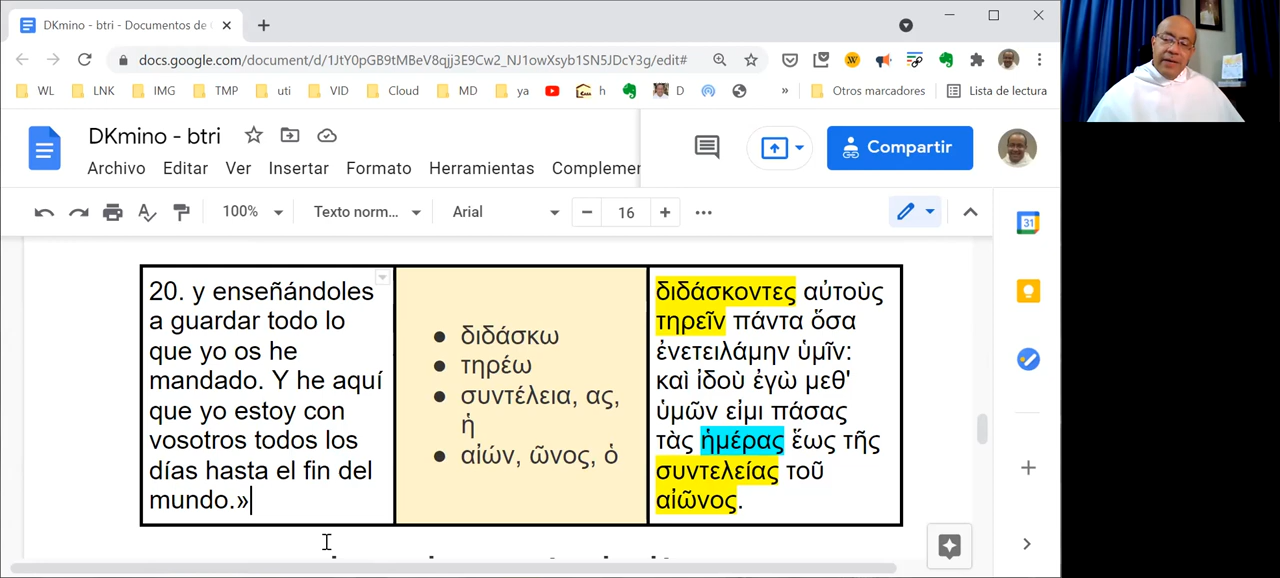 DKmino - btri - Documentos de
docs.google.com/document/d/1JtY0pGB9tMBeV8qjj3E9Cw2_NJ1owXsyb1SN5JDcY3g/edit#
WL LNK IMG TMP uti VID Cloud MD ya h D » Otros marcadores Lista de lectura
DKmino - btri
Archivo Editar Ver Insertar Formato Herramientas Complemen
Compartir
100% Texto norm... Arial 16
31
20. y enseñándoles
a guardar todo lo
que yo os he
mandado. Y he aquí
que yo estoy con
vosotros todos los
días hasta el fin del
mundo.»
● διδάσκω
● τηρέω
● συντέλεια, ας,
ἡ
● αἰών, ῶνος, ὁ
διδάσκοντες αὐτοὺς
τηρεῖν πάντα ὅσα
ἐνετειλάμην ὑμῖν:
καὶ ἰδοὺ ἐγὼ μεθ'
ὑμῶν εἰμι πάσας
τὰς ἡμέρας ἕως τῆς
συντελείας τοῦ
αἰῶνος.